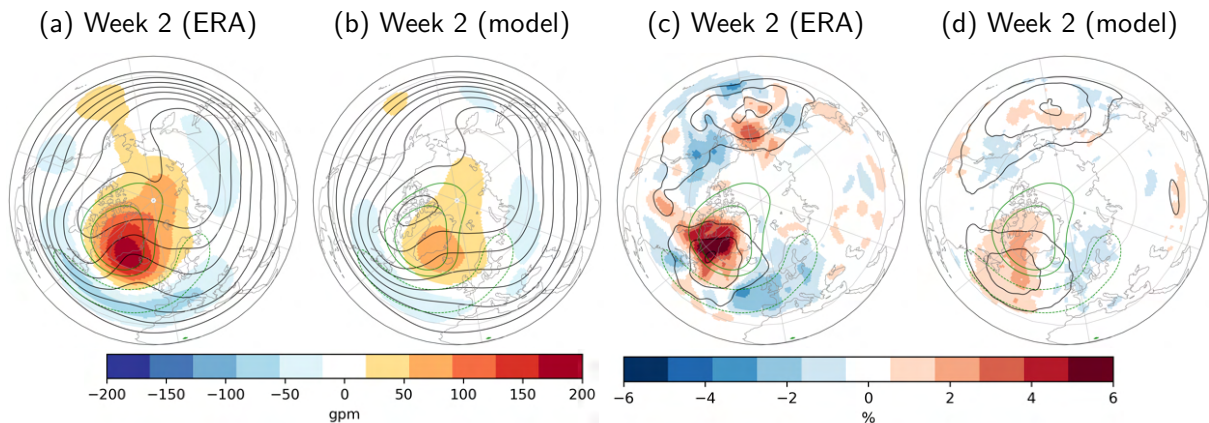 (a) Week 2 (ERA)
(b) Week 2 (model)
(c) Week 2 (ERA)
(d) Week 2 (model)
−200 −150 −100 −50 0 50 100 150 200
gpm
−6 −4 −2 0 2 4 6
%